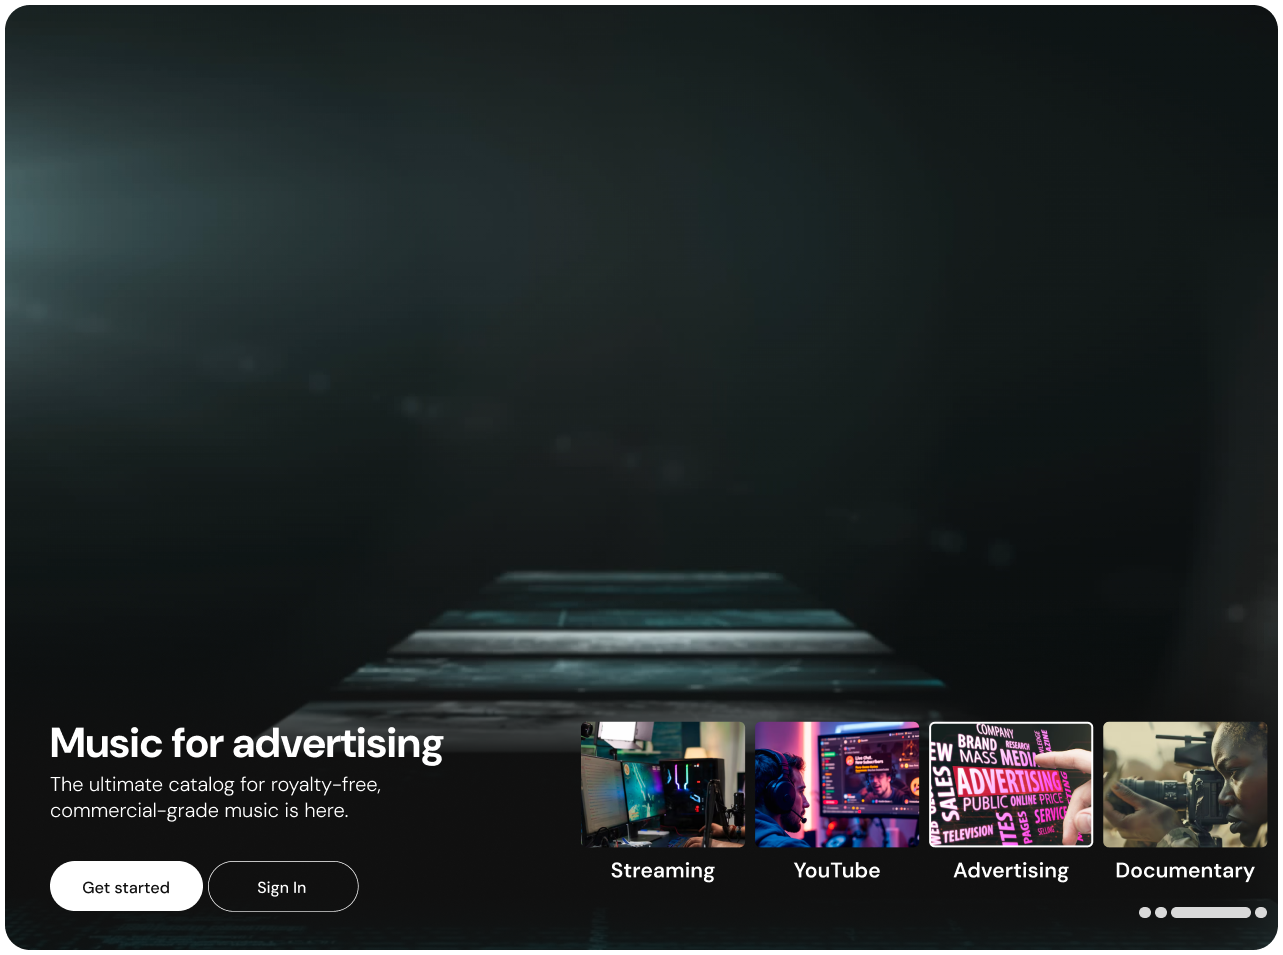 Music for advertising
The ultimate catalog for royalty-free,
commercial-grade music is here.
Get started
Sign In
COMPANY
BRAND
RESEARCH
MASS MEDIA
SALES
ADVERTISING
PUBLIC ONLINE PRICE
WEB
TELEVISION
PAGES
SERVICE
SELLING
Streaming
YouTube
Advertising
Documentary